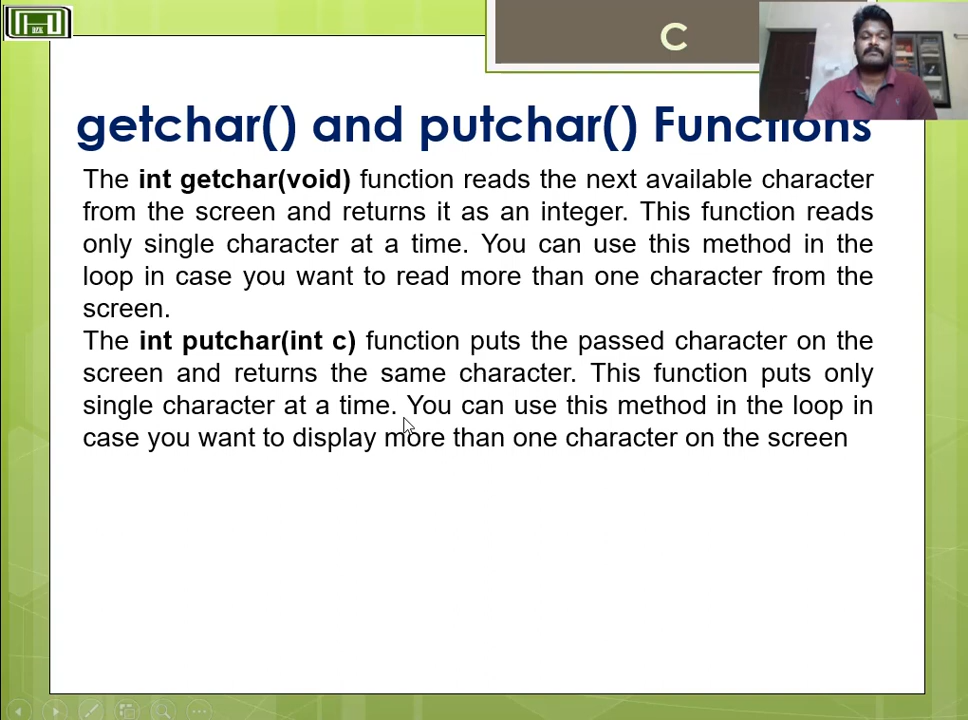 C
getchar() and putchar() Functions
The int getchar(void) function reads the next available character
from the screen and returns it as an integer. This function reads
only single character at a time. You can use this method in the
loop in case you want to read more than one character from the
screen.
The int putchar(int c) function puts the passed character on the
screen and returns the same character. This function puts only
single character at a time. You can use this method in the loop in
case you want to display more than one character on the screen